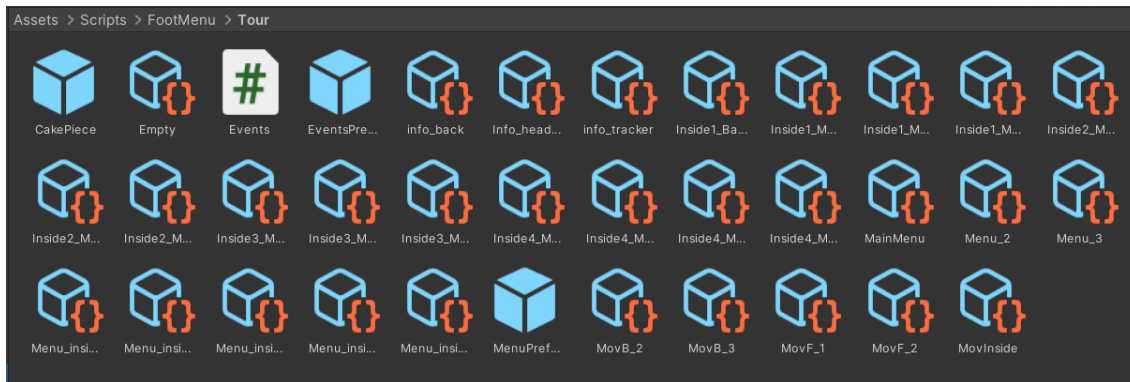 Assets > Scripts > FootMenu > Tour
CakePiece Empty Events EventsPre... info_back Info_head... info_tracker Inside1_Ba... Inside1_M... Inside1_M... Inside1_M... Inside2_M...
Inside2_M... Inside2_M... Inside3_M... Inside3_M... Inside3_M... Inside4_M... Inside4_M... Inside4_M... Inside4_M... MainMenu Menu_2 Menu_3
Menu_insi... Menu_insi... Menu_insi... Menu_insi... Menu_insi... MenuPref... MovB_2 MovB_3 MovF_1 MovF_2 MovInside